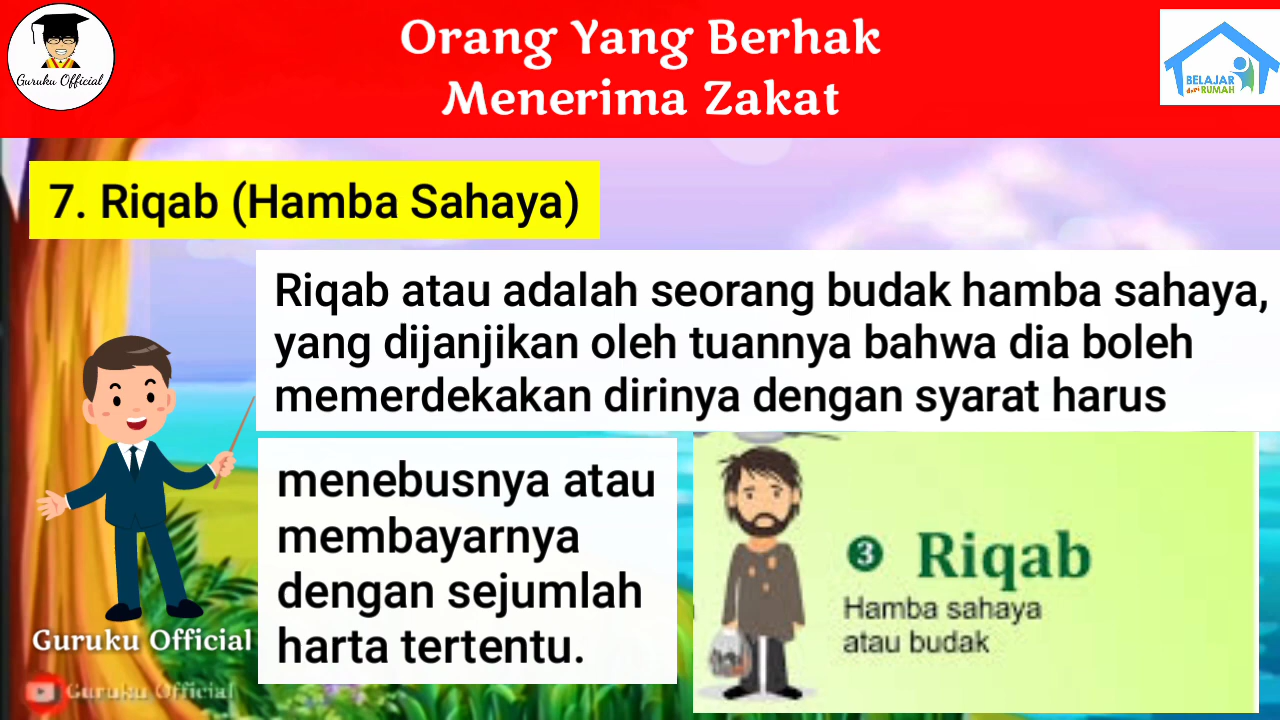 Guruku Official
Orang Yang Berhak
Menerima Zakat
BELAJAR
dari RUMAH
7. Riqab (Hamba Sahaya)
Riqab atau adalah seorang budak hamba sahaya,
yang dijanjikan oleh tuannya bahwa dia boleh
memerdekakan dirinya dengan syarat harus
menebusnya atau
membayarnya
dengan sejumlah
harta tertentu.
3 Riqab
Hamba sahaya
atau budak
Guruku Official
Guruku Official